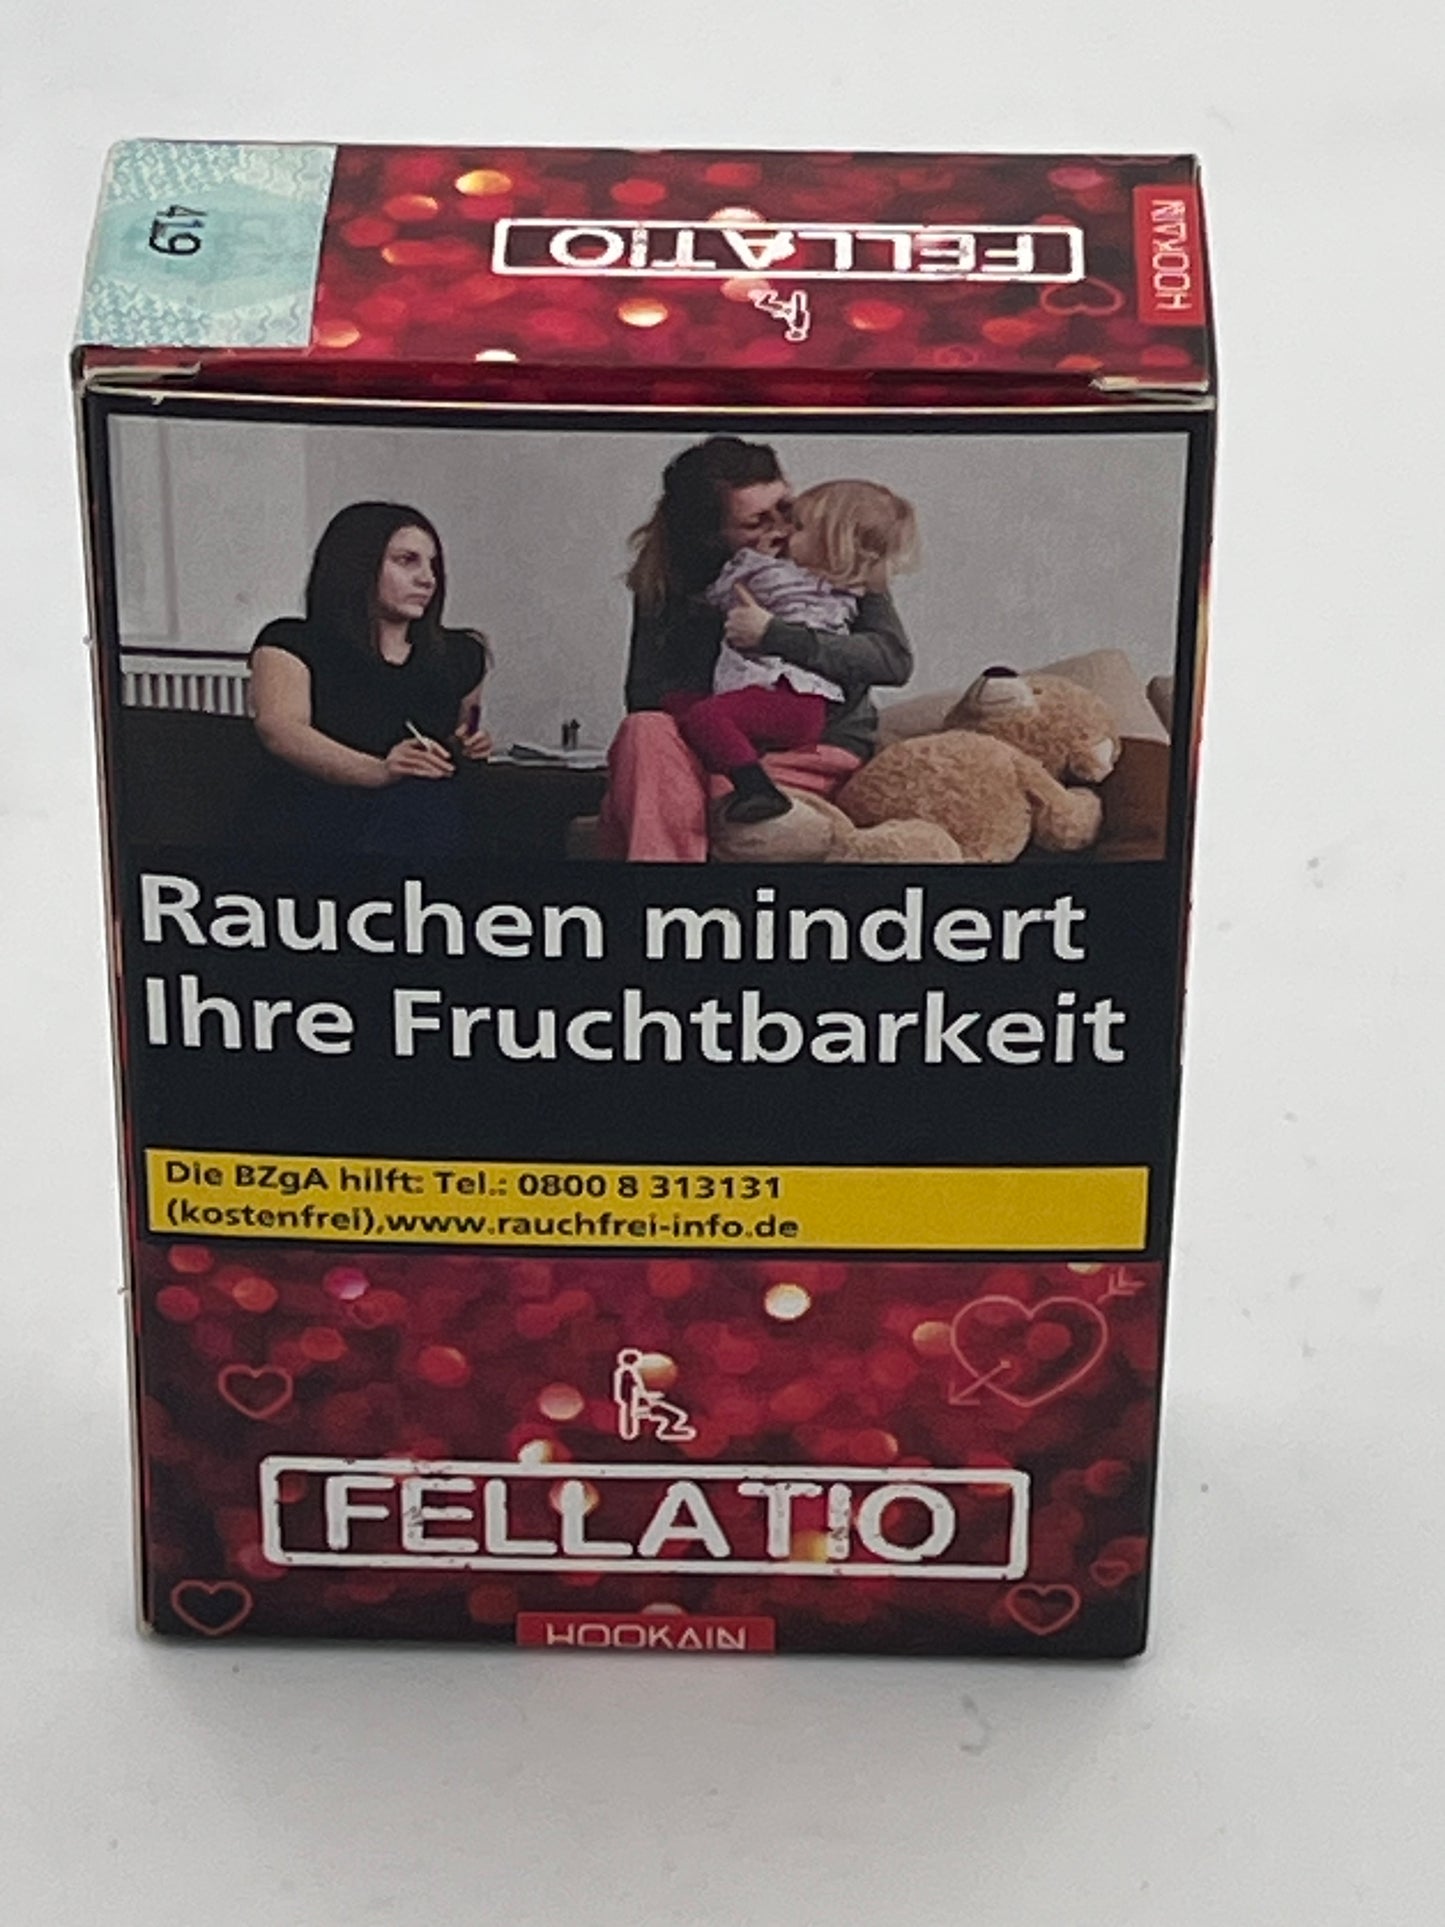 419
FELLATIO
HOOKAIN
Rauchen mindert
Ihre Fruchtbarkeit
Die BZgA hilft: Tel.: 0800 8 313131
(kostenfrei),www.rauchfrei-info.de
FELLATIO
HOOKAIN